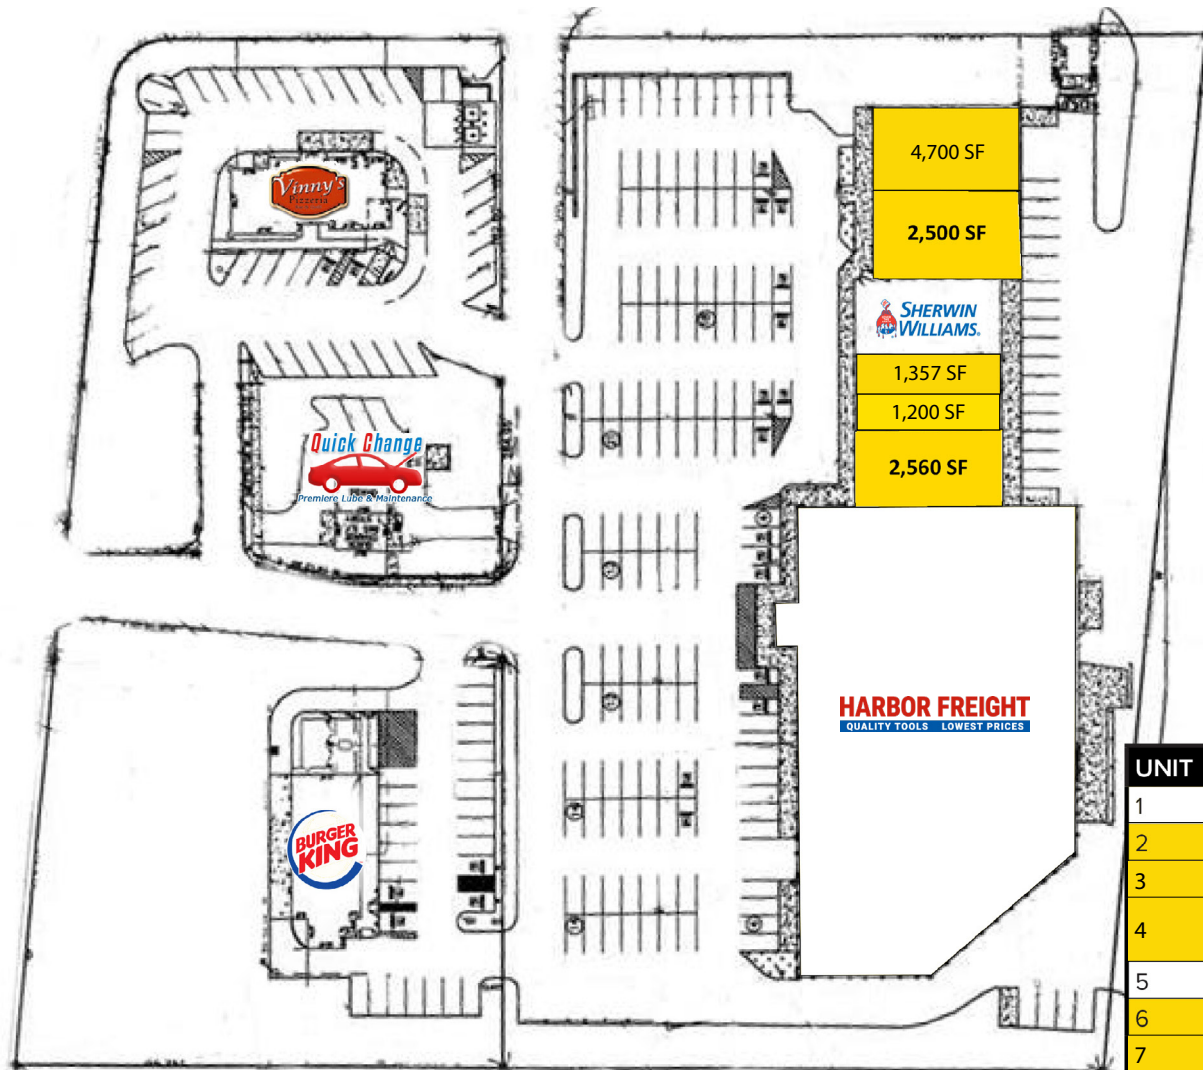 Vinny's
Pizzeria
4,700 SF
2,500 SF
SHERWIN
WILLIAMS®
1,357 SF
1,200 SF
2,560 SF
Quick Change
Premiere Lube & Maintenance
HARBOR FREIGHT
QUALITY TOOLS LOWEST PRICES
BURGER
KING
UNIT
1
2
3
4
5
6
7